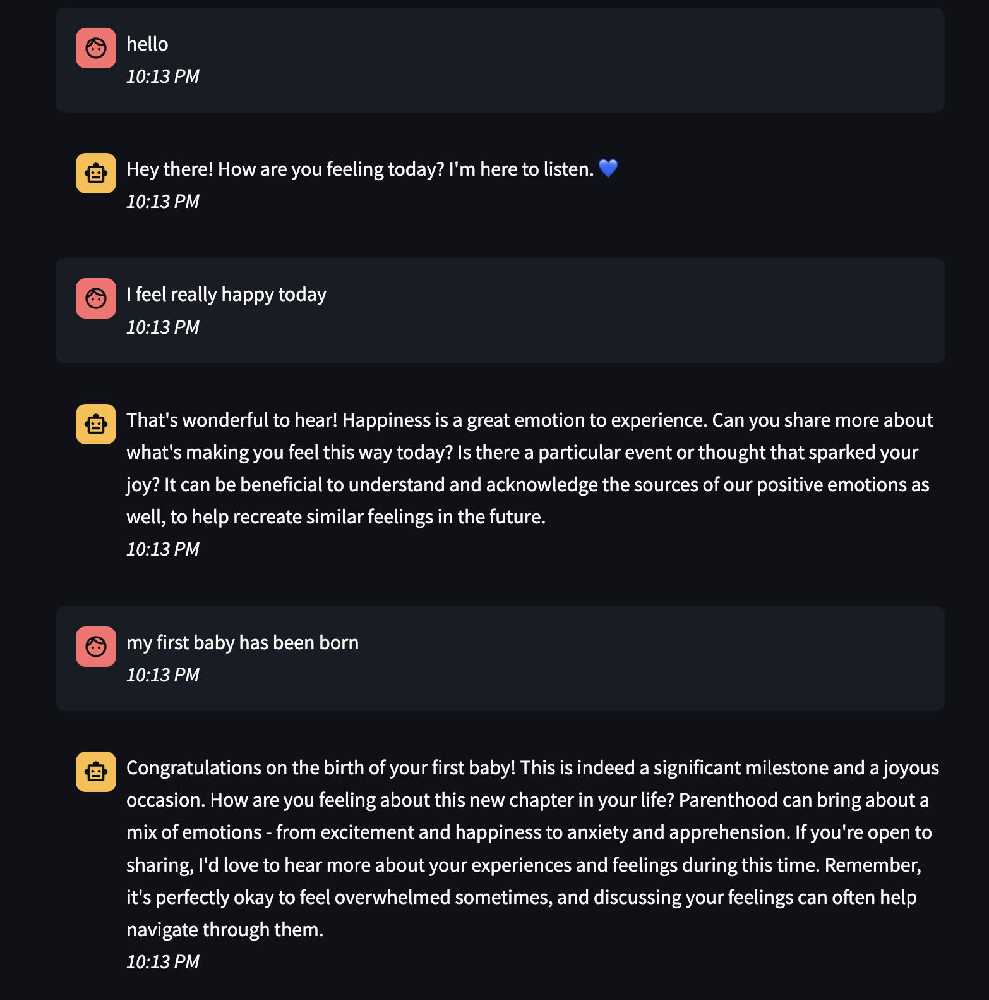 hello
10:13 PM
Hey there! How are you feeling today? I'm here to listen. 💙
10:13 PM
I feel really happy today
10:13 PM
That's wonderful to hear! Happiness is a great emotion to experience. Can you share more about
what's making you feel this way today? Is there a particular event or thought that sparked your
joy? It can be beneficial to understand and acknowledge the sources of our positive emotions as
well, to help recreate similar feelings in the future.
10:13 PM
my first baby has been born
10:13 PM
Congratulations on the birth of your first baby! This is indeed a significant milestone and a joyous
occasion. How are you feeling about this new chapter in your life? Parenthood can bring about a
mix of emotions - from excitement and happiness to anxiety and apprehension. If you're open to
sharing, I'd love to hear more about your experiences and feelings during this time. Remember,
it's perfectly okay to feel overwhelmed sometimes, and discussing your feelings can often help
navigate through them.
10:13 PM